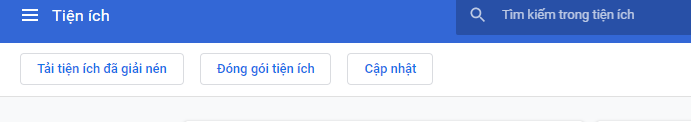 Tiện ích
Tìm kiếm trong tiện ích
Tải tiện ích đã giải nén
Đóng gói tiện ích
Cập nhật